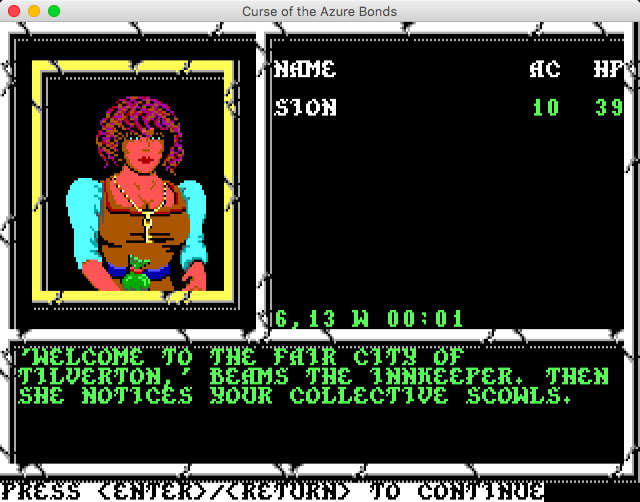 Curse of the Azure Bonds
NAME AC HP
SION 10 39
6,13 W 00:01
'WELCOME TO THE FAIR CITY OF
TILVERTON,' BEAMS THE INNKEEPER. THEN
SHE NOTICES YOUR COLLECTIVE SCOWLS.
PRESS <ENTER>/<RETURN> TO CONTINUE